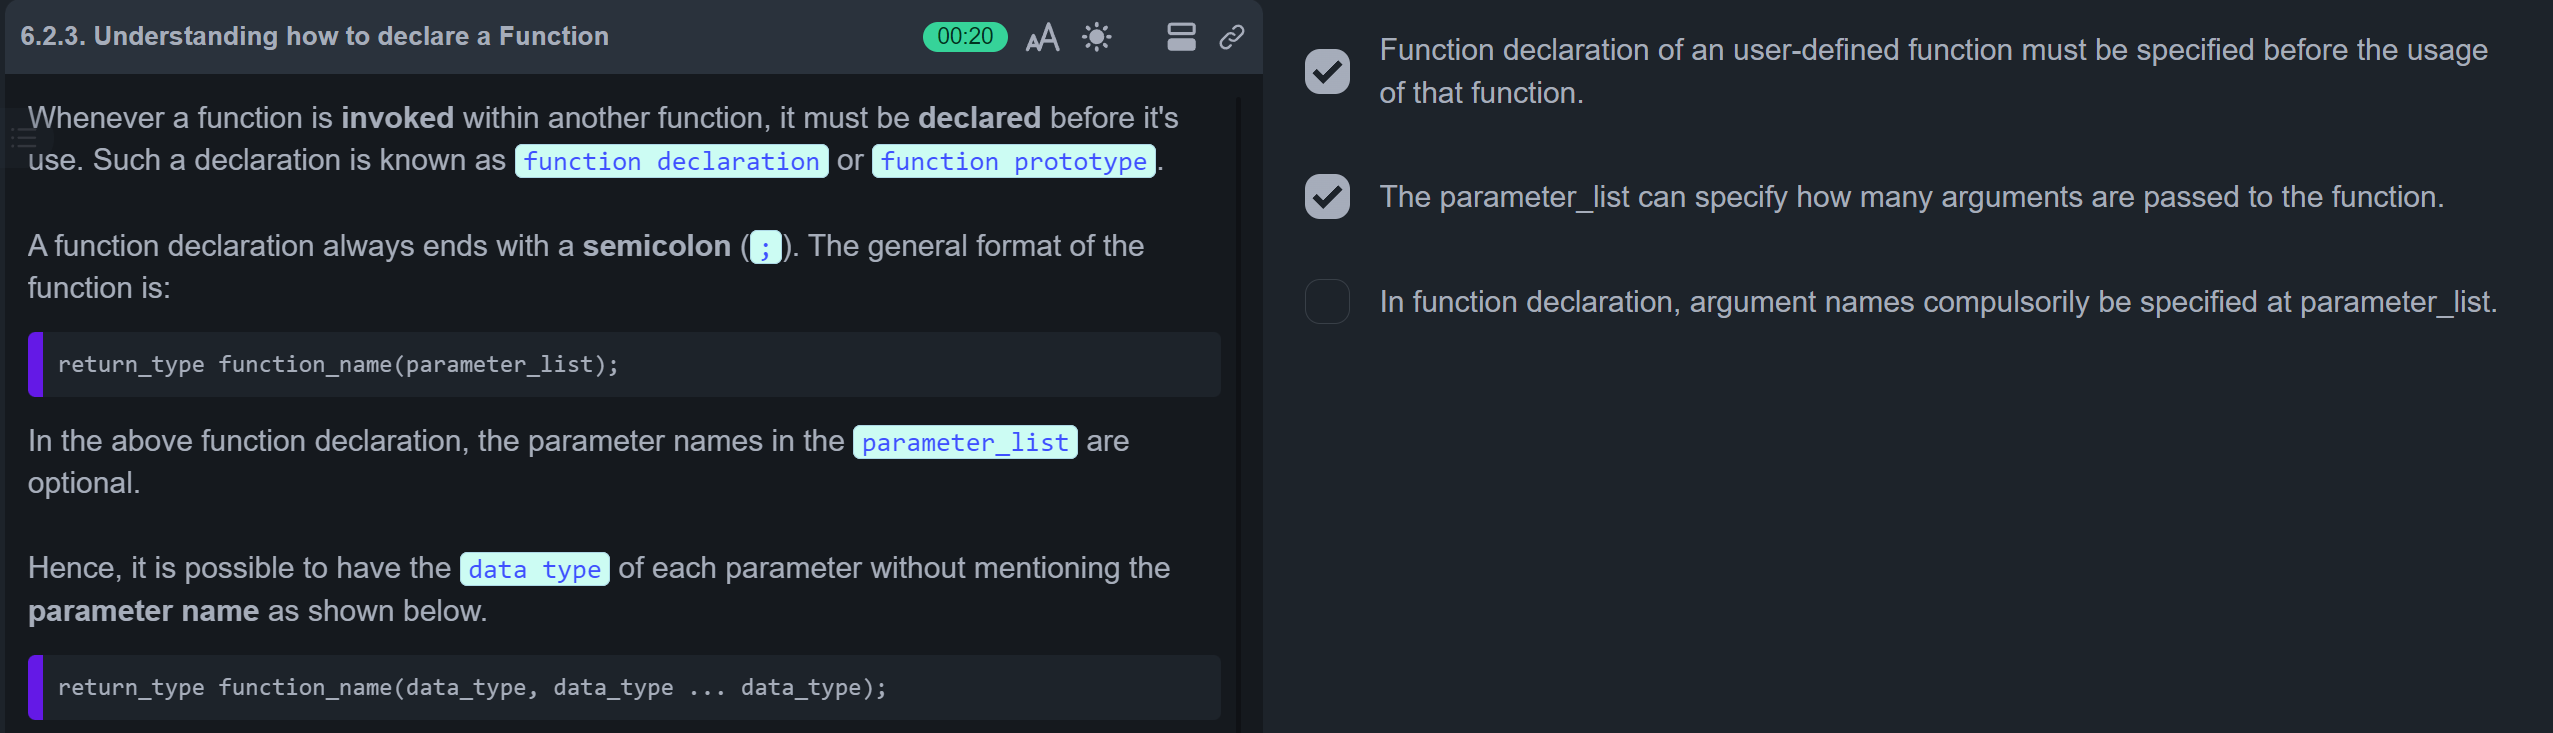 6.2.3. Understanding how to declare a Function
00:20
Whenever a function is invoked within another function, it must be declared before it's
use. Such a declaration is known as function declaration or function prototype.
A function declaration always ends with a semicolon (;). The general format of the
function is:
return_type function_name(parameter_list);
In the above function declaration, the parameter names in the parameter_list are
optional.
Hence, it is possible to have the data type of each parameter without mentioning the
parameter name as shown below.
return_type function_name(data_type, data_type ... data_type);
Function declaration of an user-defined function must be specified before the usage
of that function.
The parameter_list can specify how many arguments are passed to the function.
In function declaration, argument names compulsorily be specified at parameter_list.